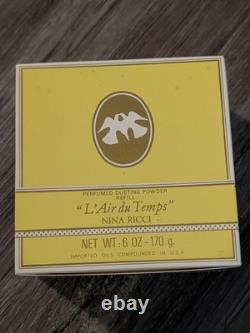 PERFUMED DUSTING POWDER
REFILL
"L'Air du Temps"
NINA RICCI
NET WT. 6 OZ - 170 g.
IMPORTED OILS COMPOUNDED IN U.S.A.